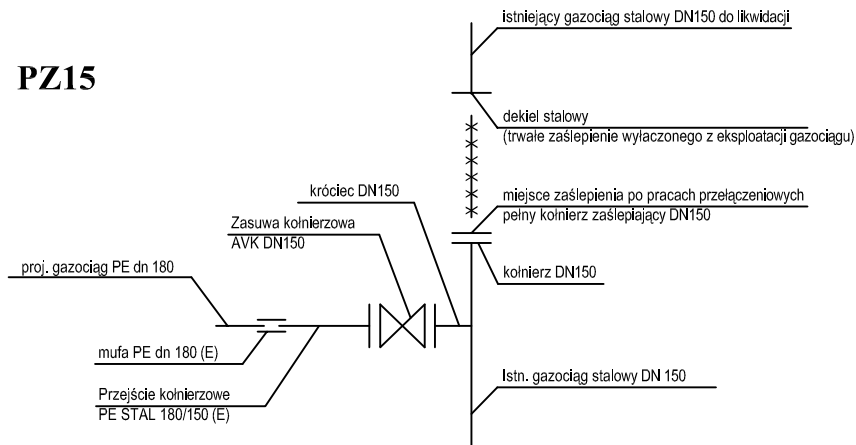 istniejący gazociąg stalowy DN150 do likwidacji
PZ15
dekiel stalowy
(trwałe zaślepienie wyłaczonego z eksploatacji gazociągu)
króciec DN150
miejsce zaślepienia po pracach przełączeniowych
pełny kołnierz zaślepiający DN150
Zasuwa kołnierzowa
AVK DN150
proj. gazociąg PE dn 180
kołnierz DN150
mufa PE dn 180 (E)
Przejście kołnierzowe
PE STAL 180/150 (E)
Istn. gazociąg stalowy DN 150